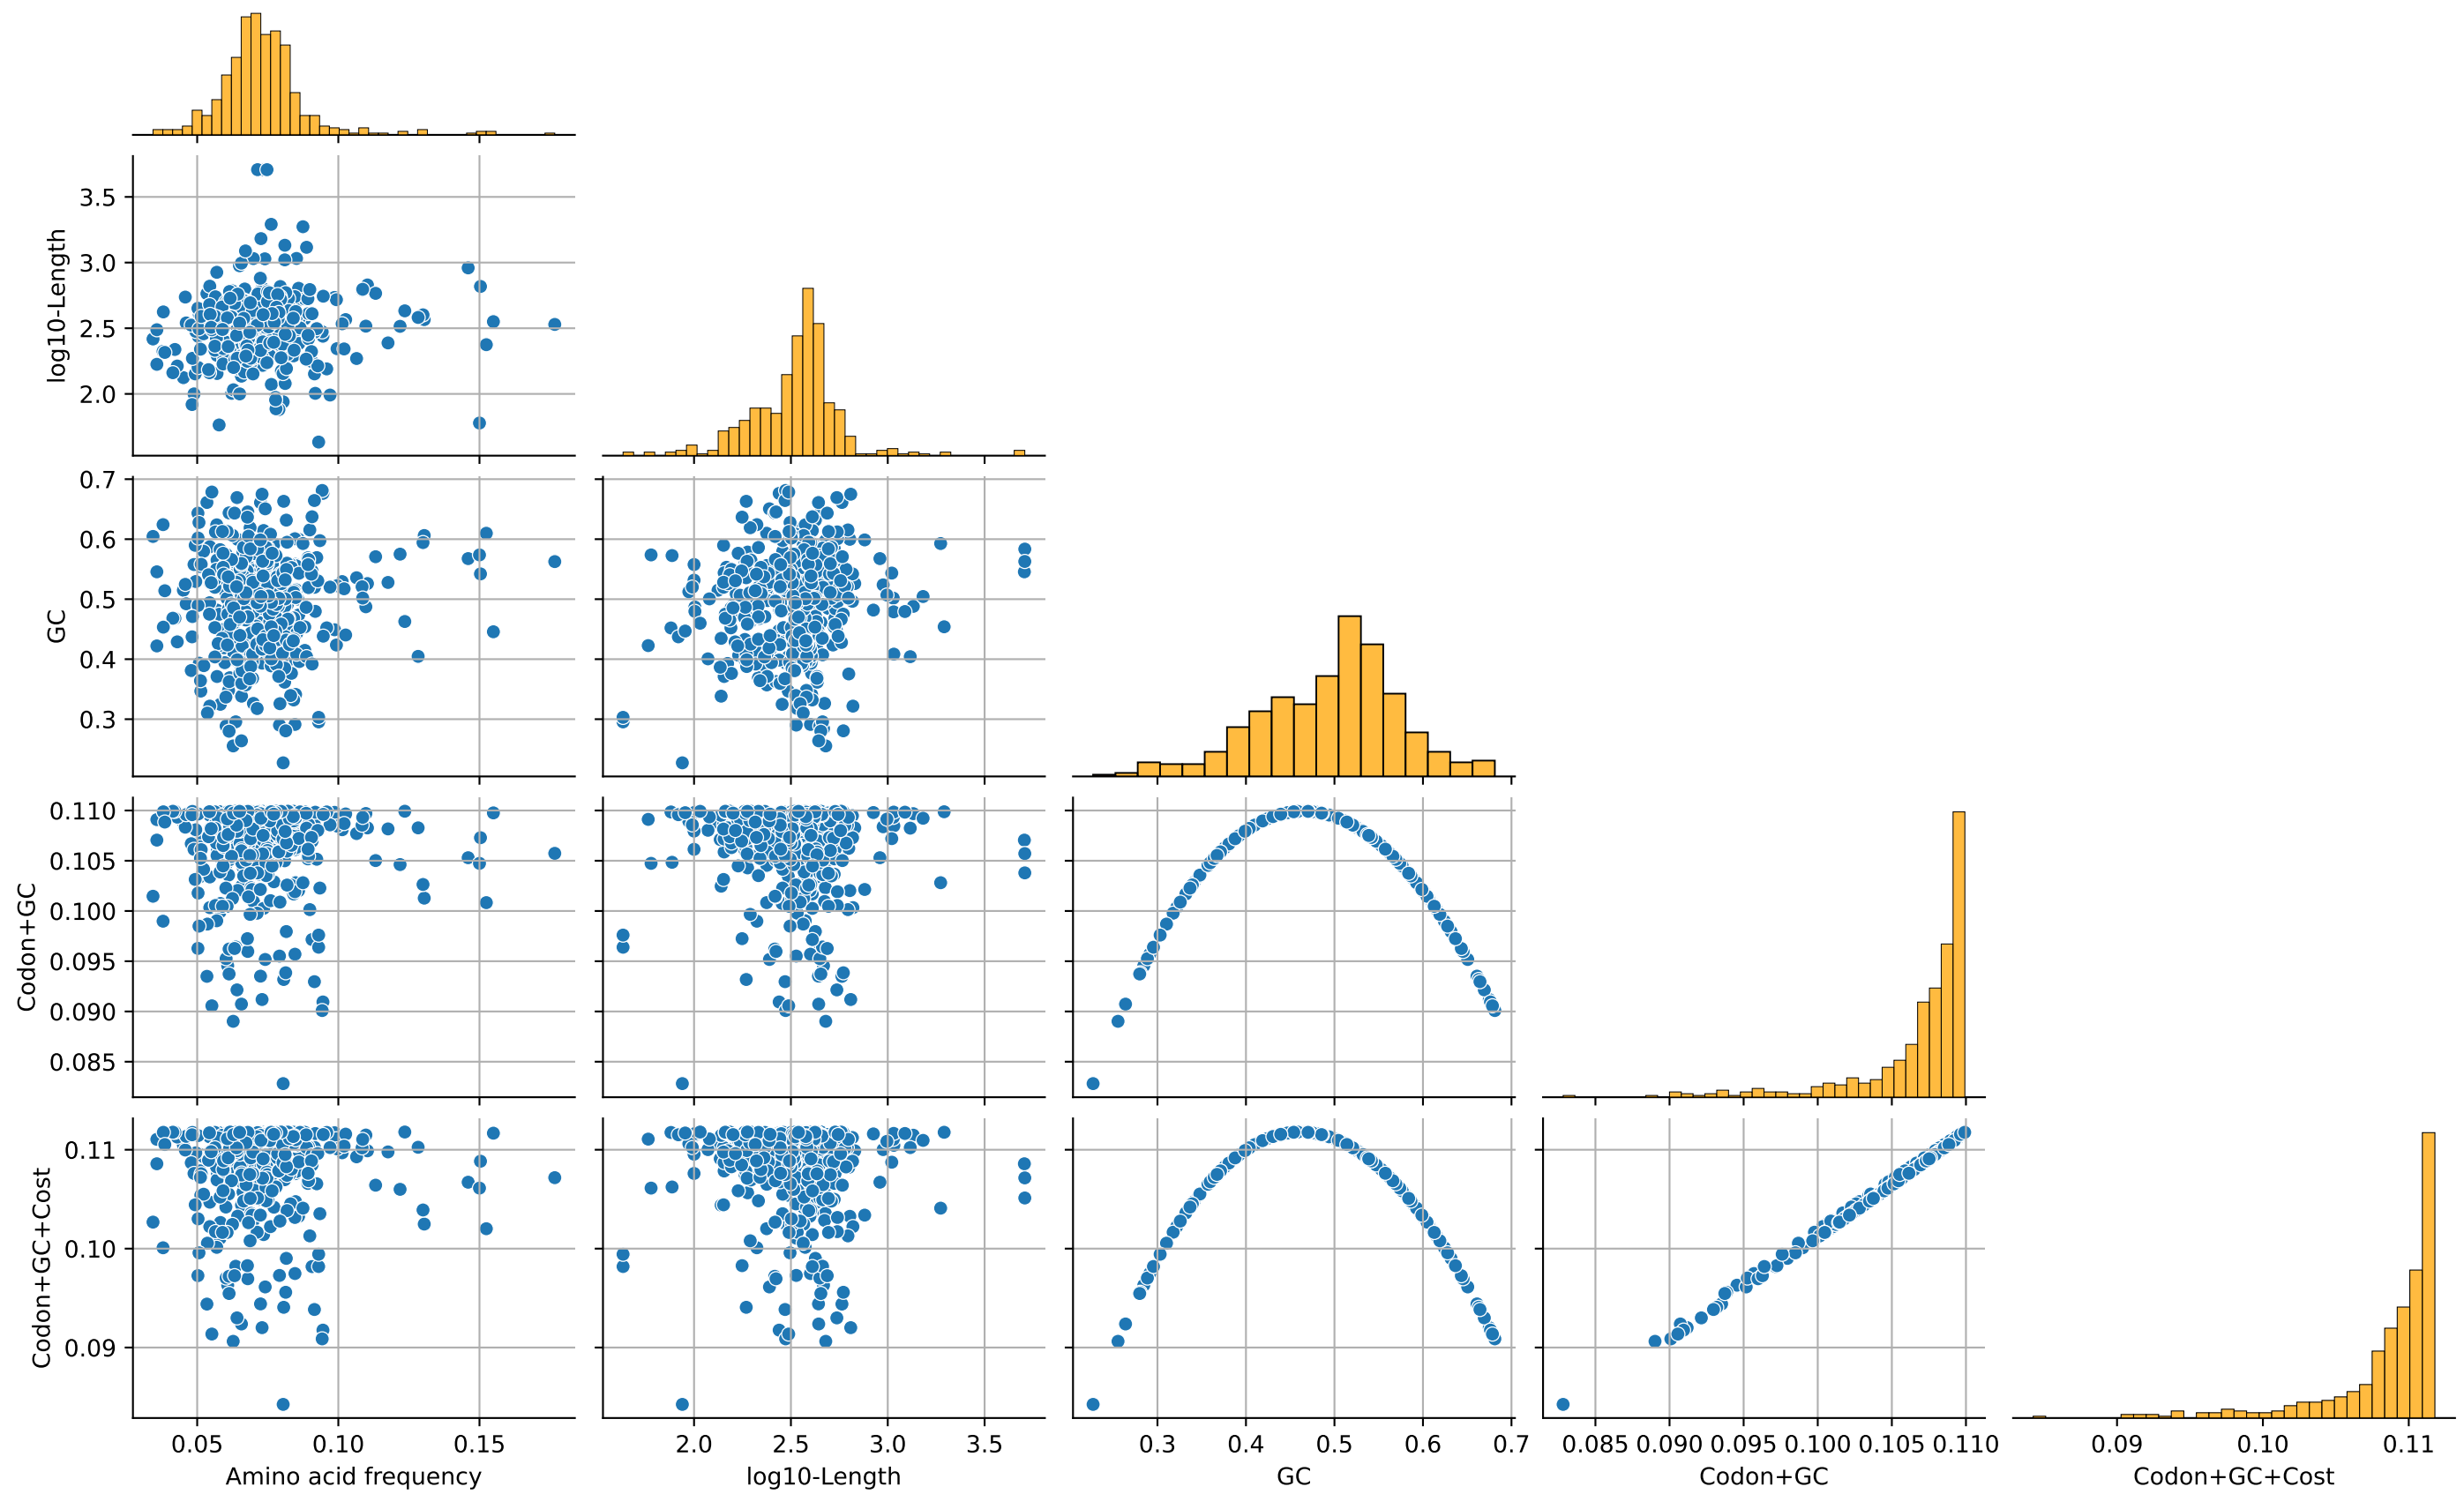 log10-Length
3.5
3.0
2.5
2.0
GC
0.7
0.6
0.5
0.4
0.3
Codon+GC
0.110
0.105
0.100
0.095
0.090
0.085
Codon+GC+Cost
0.11
0.10
0.09
0.05 0.10 0.15
Amino acid frequency
2.0 2.5 3.0 3.5
log10-Length
0.3 0.4 0.5 0.6 0.7
GC
0.085 0.090 0.095 0.100 0.105 0.110
Codon+GC
0.09 0.10 0.11
Codon+GC+Cost